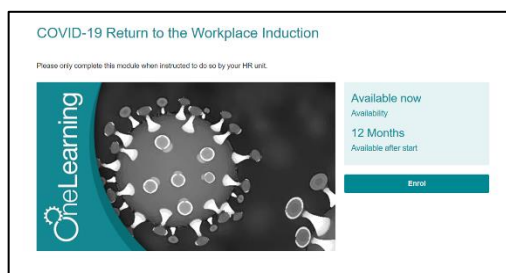 COVID-19 Return to the Workplace Induction
Please only complete this module when instructed to do so by your HR unit.
OneLearning
Available now
Availability
12 Months
Available after start
Enrol